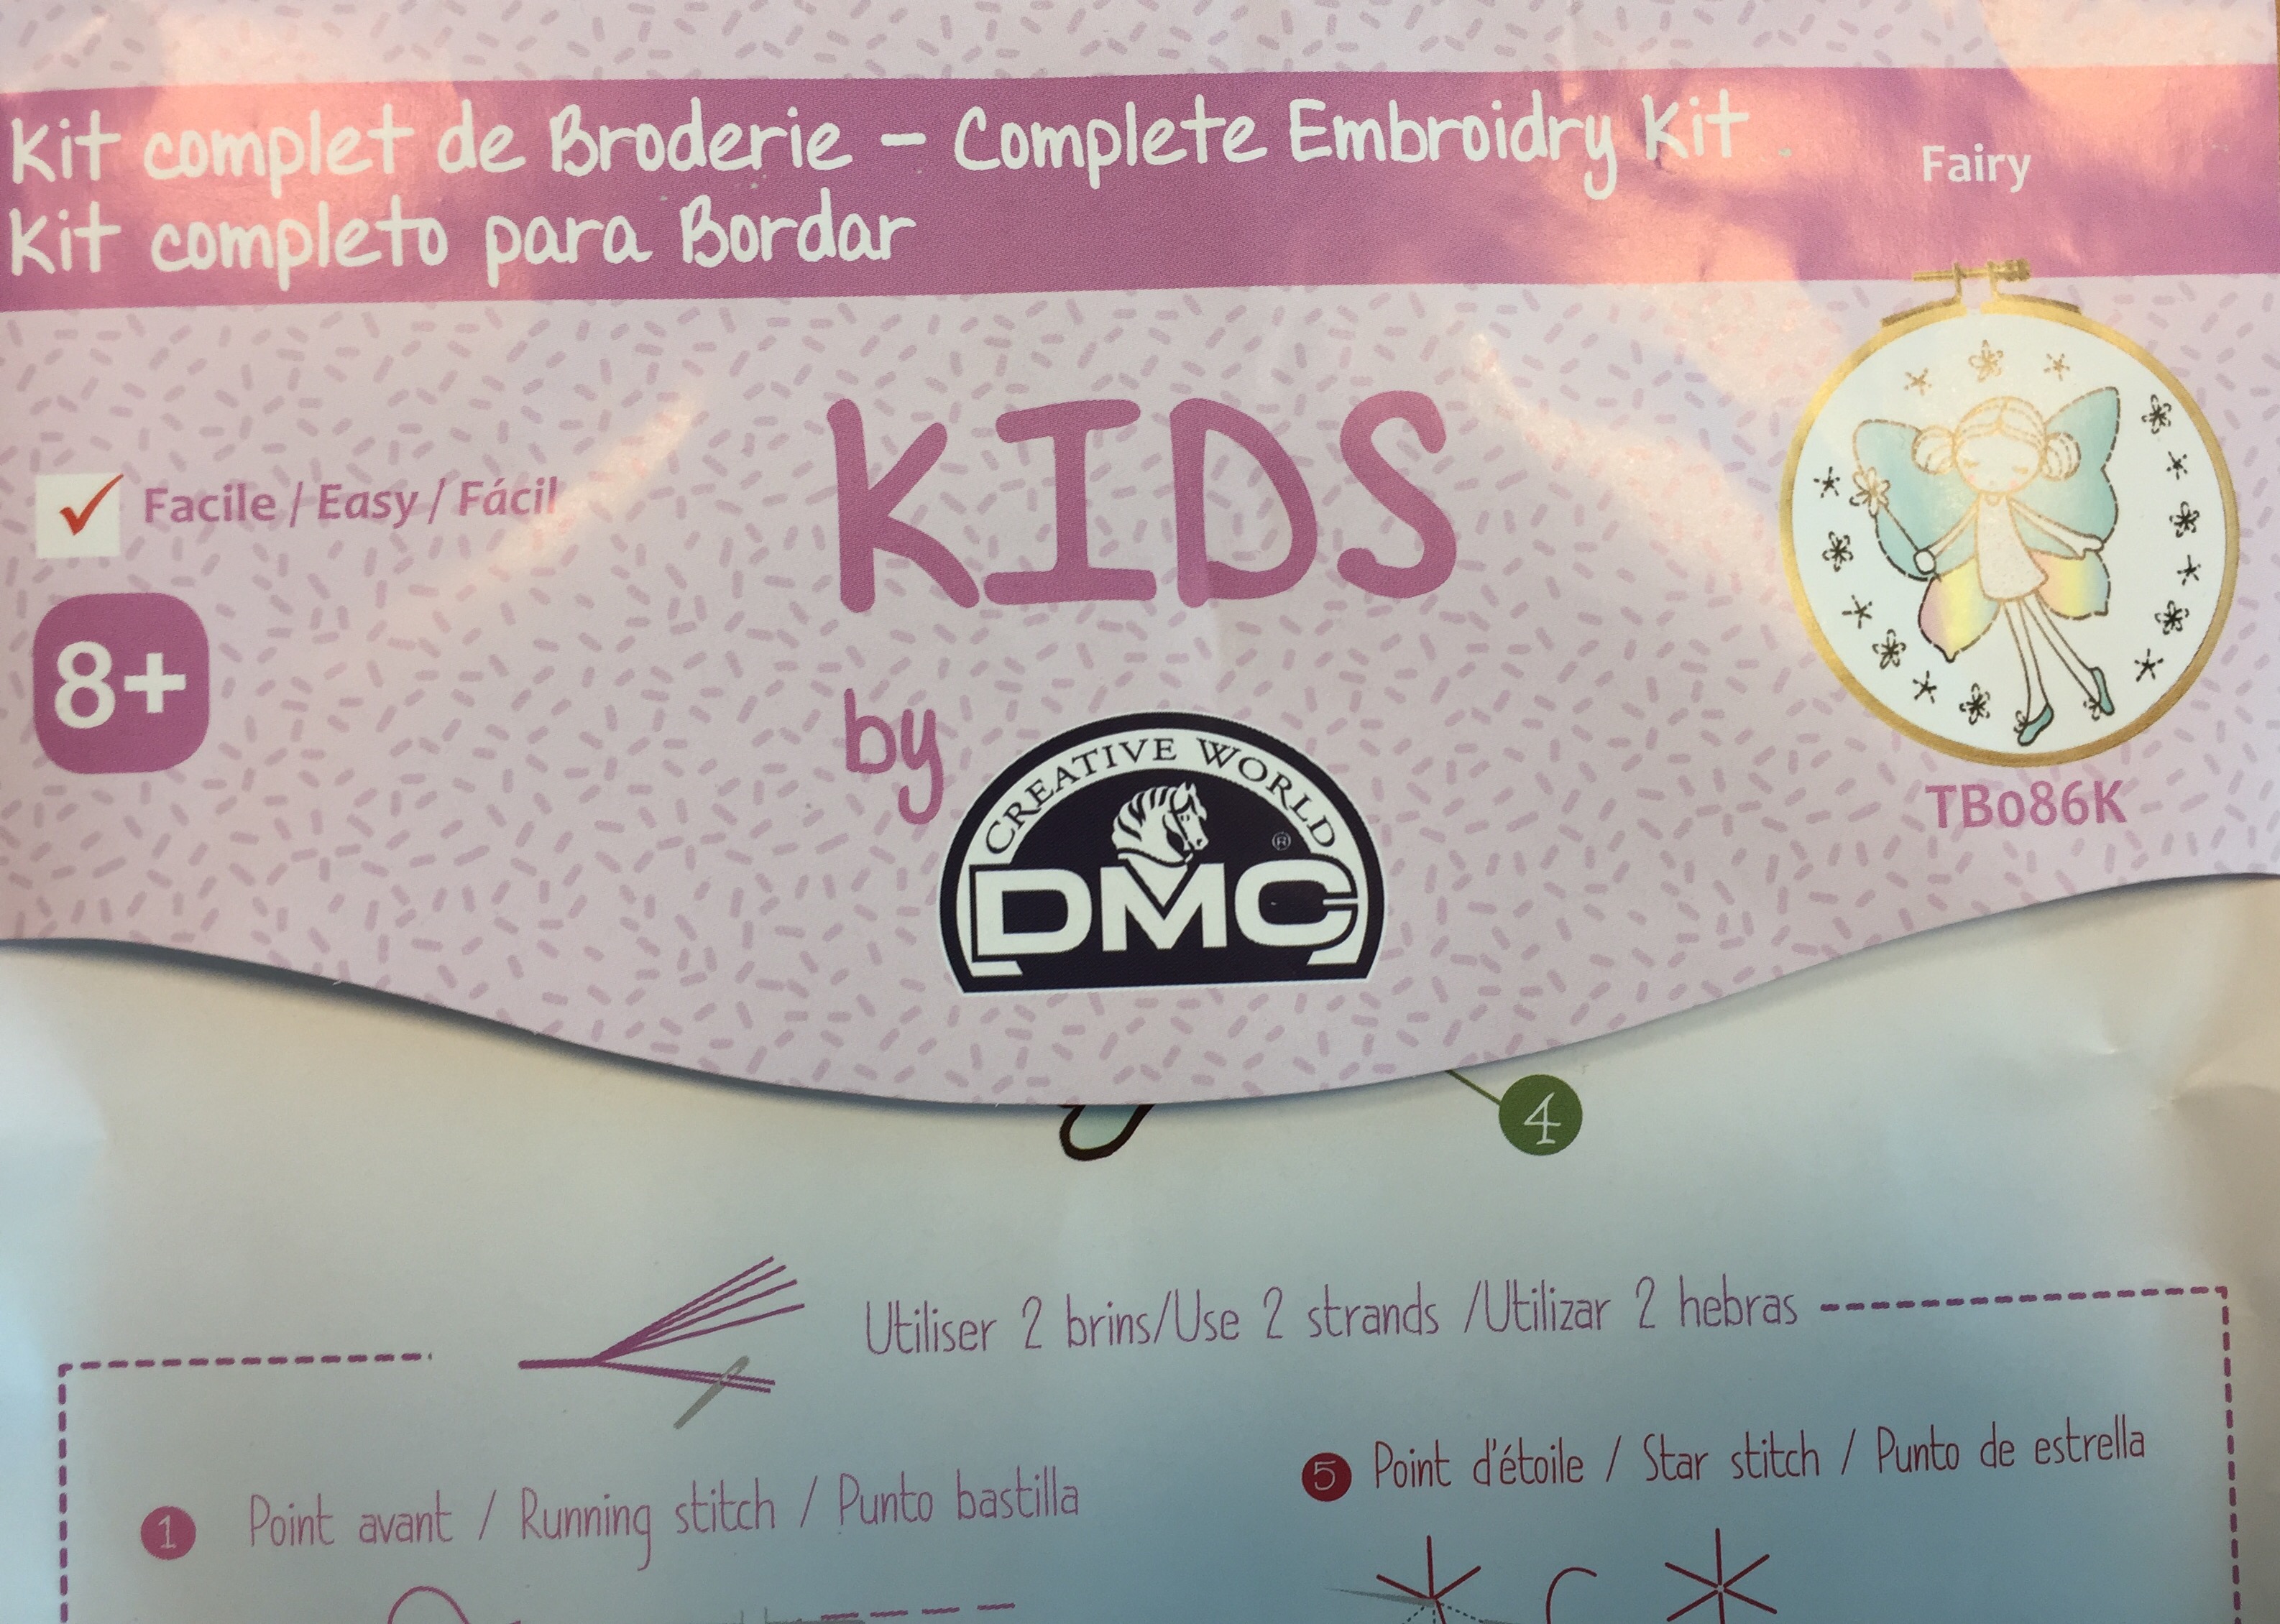 Kit complet de Broderie – Complete Embroidry Kit
Kit completo para Bordar
Fairy
Facile / Easy / Fácil
8+
KIDS
by
CREATIVE WORLD
®
DMC
TB086K
4
Utiliser 2 brins/Use 2 strands /Utilizar 2 hebras
1 Point avant / Running stitch / Punto bastilla
5 Point d'étoile / Star stitch / Punto de estrella